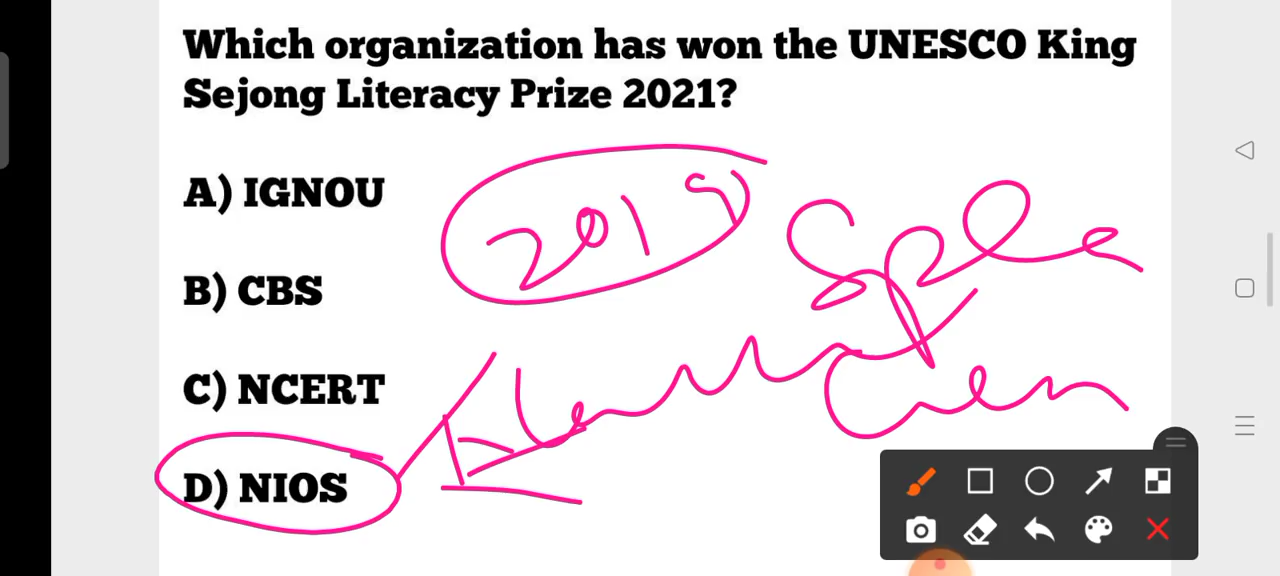 Which organization has won the UNESCO King
Sejong Literacy Prize 2021?
A) IGNOU
2019
B) CBS
C) NCERT
D) NIOS